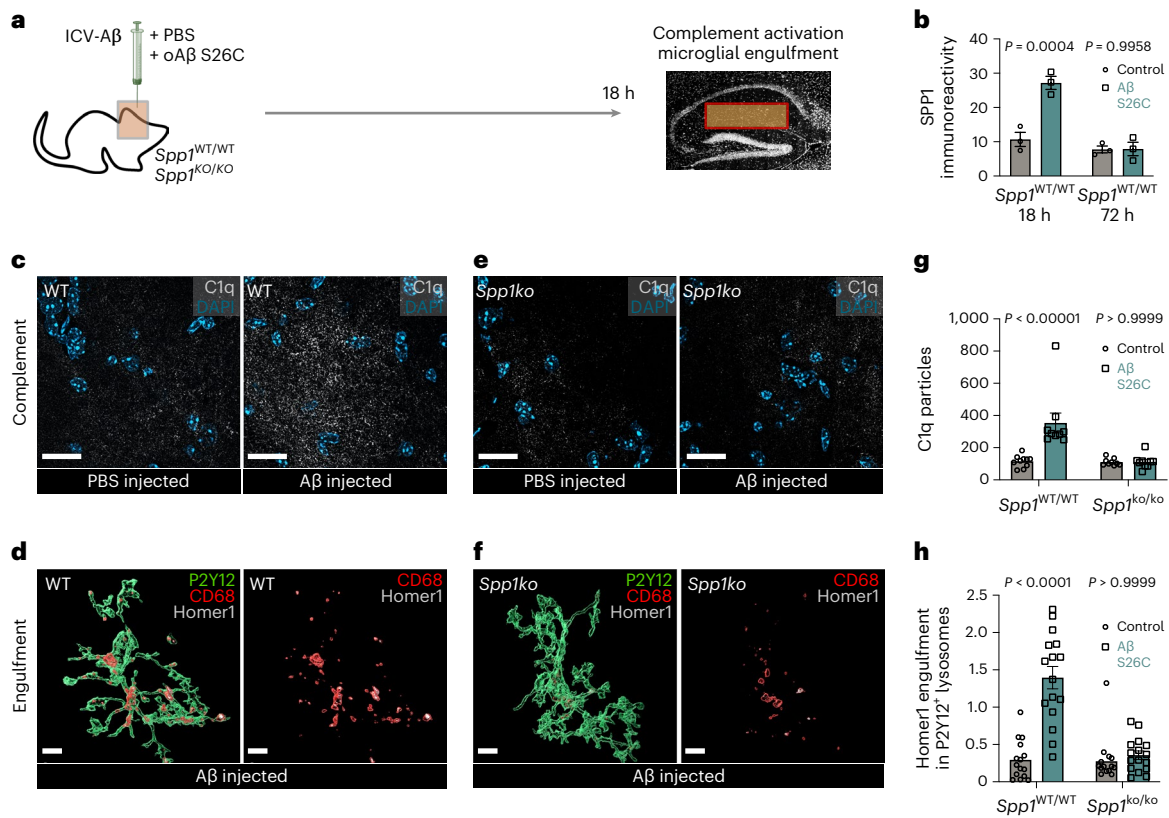 a
ICV-Aβ
+ PBS
+ oAβ S26C
Spp1WT/WT
Spp1KO/KO
18 h
Complement activation
microglial engulfment
b
SPP1
immunoreactivity
40
30
20
10
0
P = 0.0004
P = 0.9958
Control
Aβ
S26C
Spp1WT/WT
Spp1WT/WT
18 h
72 h
c
Complement
WT
C1q
DAPI
PBS injected
WT
C1q
DAPI
Aβ injected
e
Spp1ko
C1q
DAPI
PBS injected
Spp1ko
C1q
DAPI
Aβ injected
g
C1q particles
1,000
800
600
400
200
0
P < 0.00001
P > 0.9999
Control
Aβ
S26C
Spp1WT/WT
Spp1ko/ko
d
Engulfment
WT
P2Y12
CD68
Homer1
WT
CD68
Homer1
Aβ injected
f
Spp1ko
P2Y12
CD68
Homer1
Spp1ko
CD68
Homer1
Aβ injected
h
Homer1 engulfment
in P2Y12+ lysosomes
2.5
2.0
1.5
1.0
0.5
0
P < 0.0001
P > 0.9999
Control
Aβ
S26C
Spp1WT/WT
Spp1ko/ko